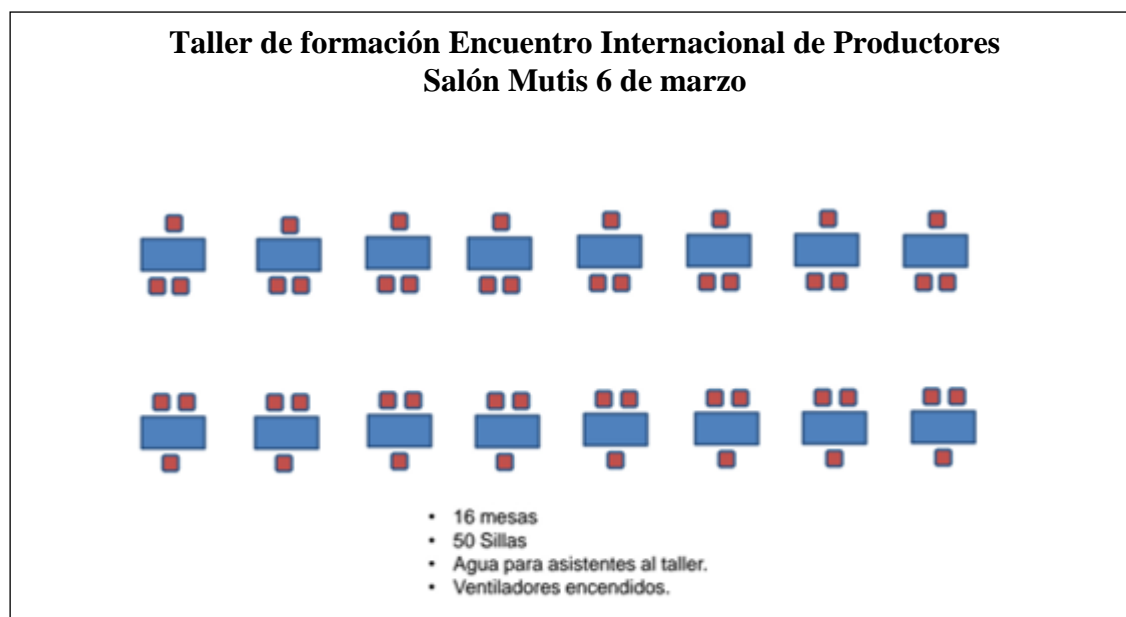 Taller de formación Encuentro Internacional de Productores
Salón Mutis 6 de marzo
• 16 mesas
• 50 Sillas
• Agua para asistentes al taller.
• Ventiladores encendidos.